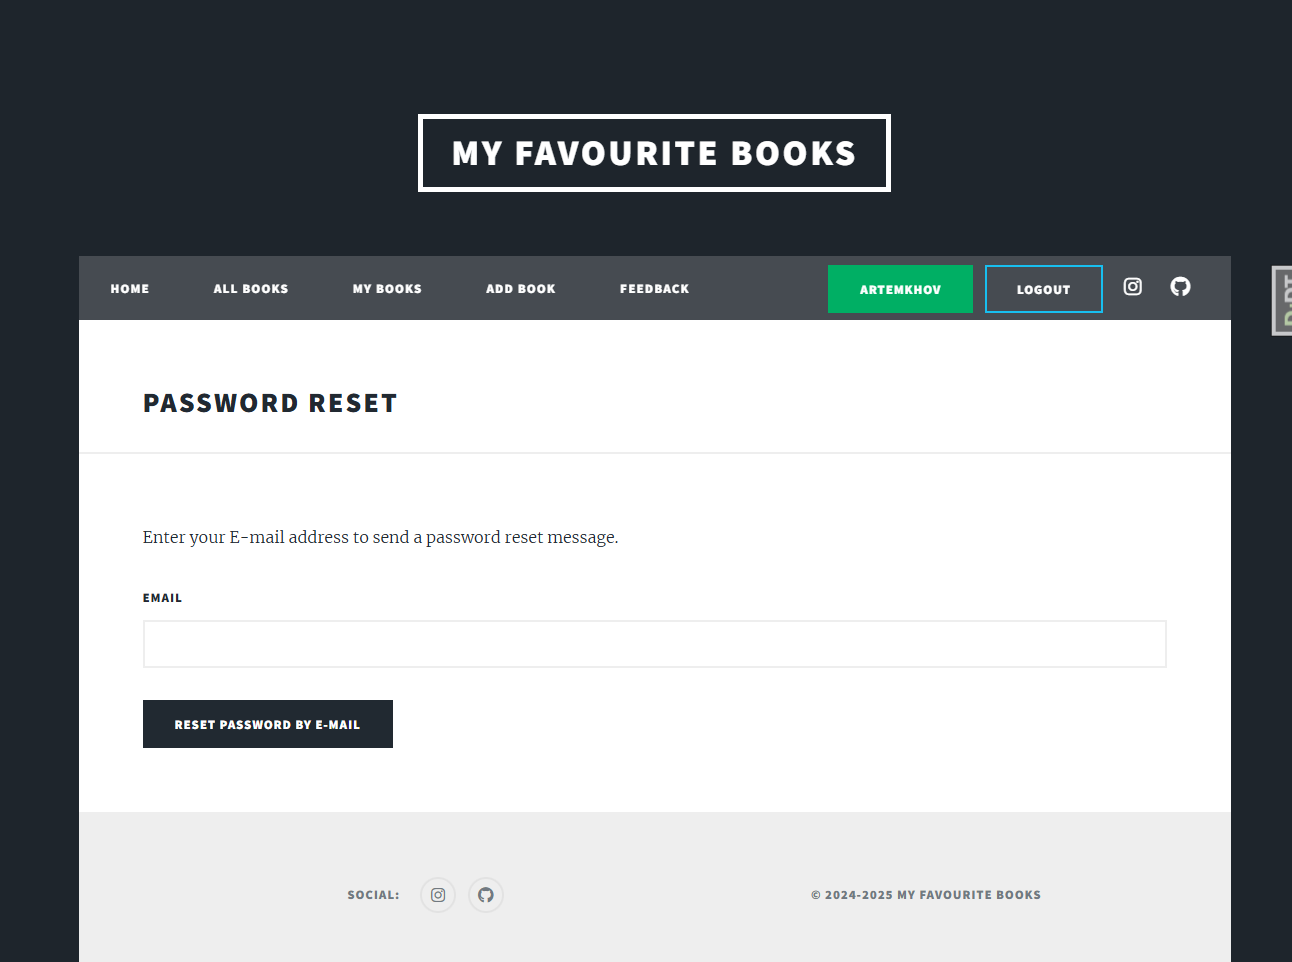 MY FAVOURITE BOOKS
HOME ALL BOOKS MY BOOKS ADD BOOK FEEDBACK ARTEMKHOV LOGOUT
PASSWORD RESET
Enter your E-mail address to send a password reset message.
EMAIL
RESET PASSWORD BY E-MAIL
SOCIAL: © 2024-2025 MY FAVOURITE BOOKS